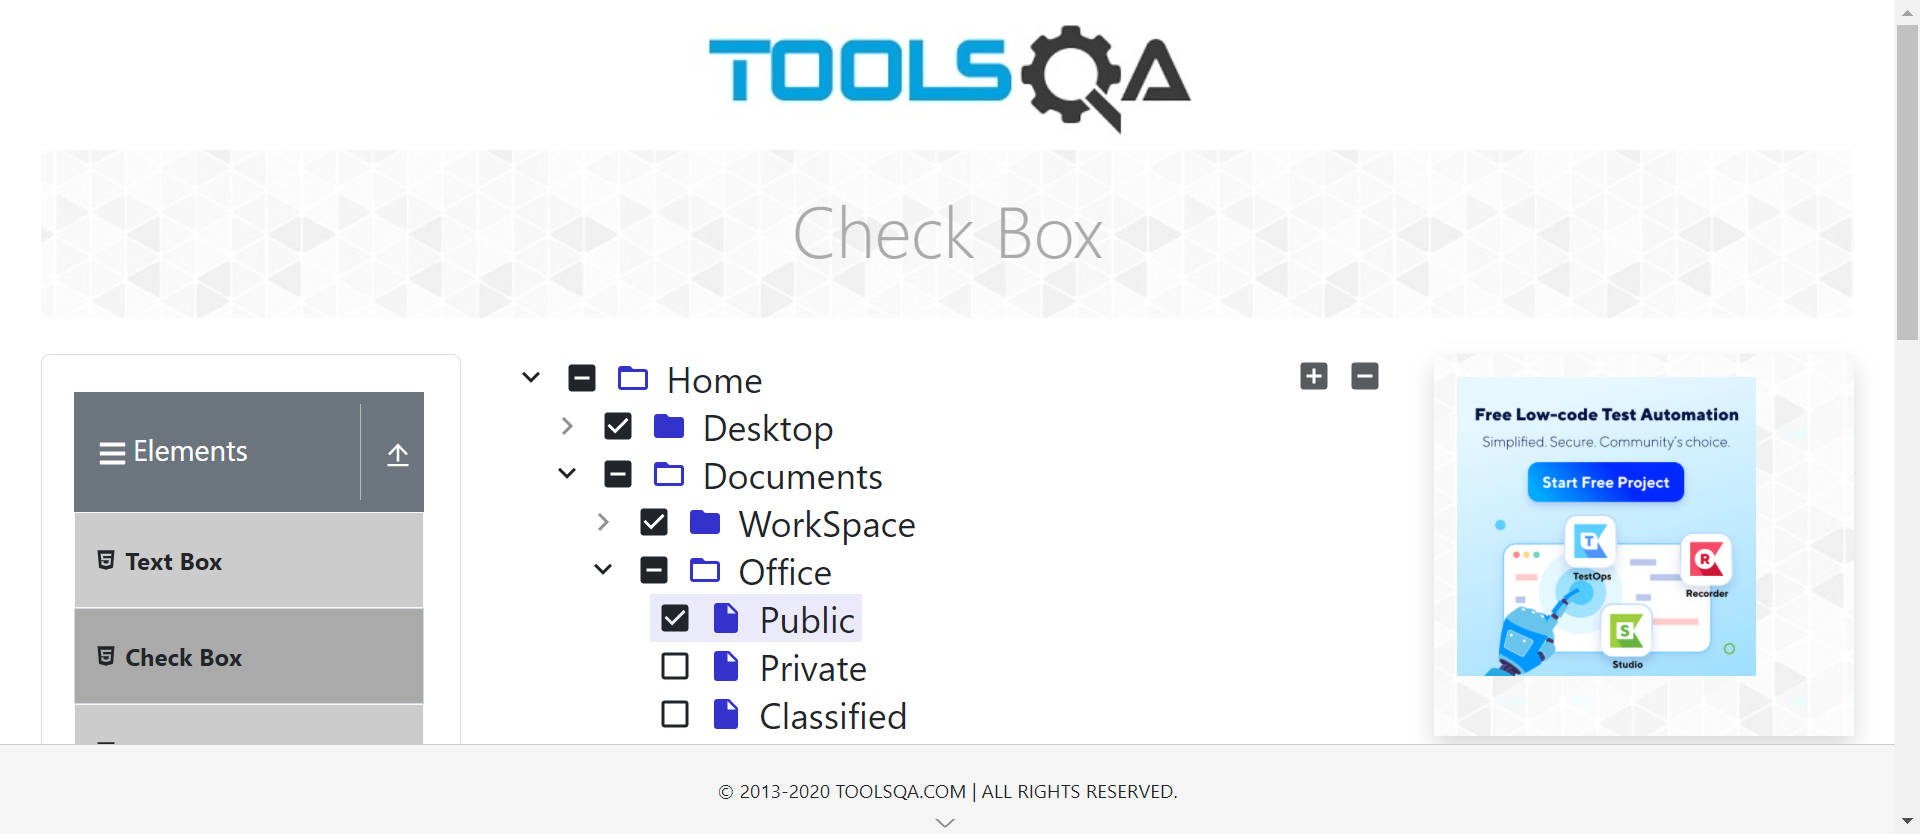 TOOLSQA
Check Box
Elements
Text Box
Check Box
Home
Desktop
Documents
WorkSpace
Office
Public
Private
Classified
Free Low-code Test Automation
Simplified. Secure. Community's choice.
Start Free Project
TestOps
Recorder
Studio
© 2013-2020 TOOLSQA.COM | ALL RIGHTS RESERVED.